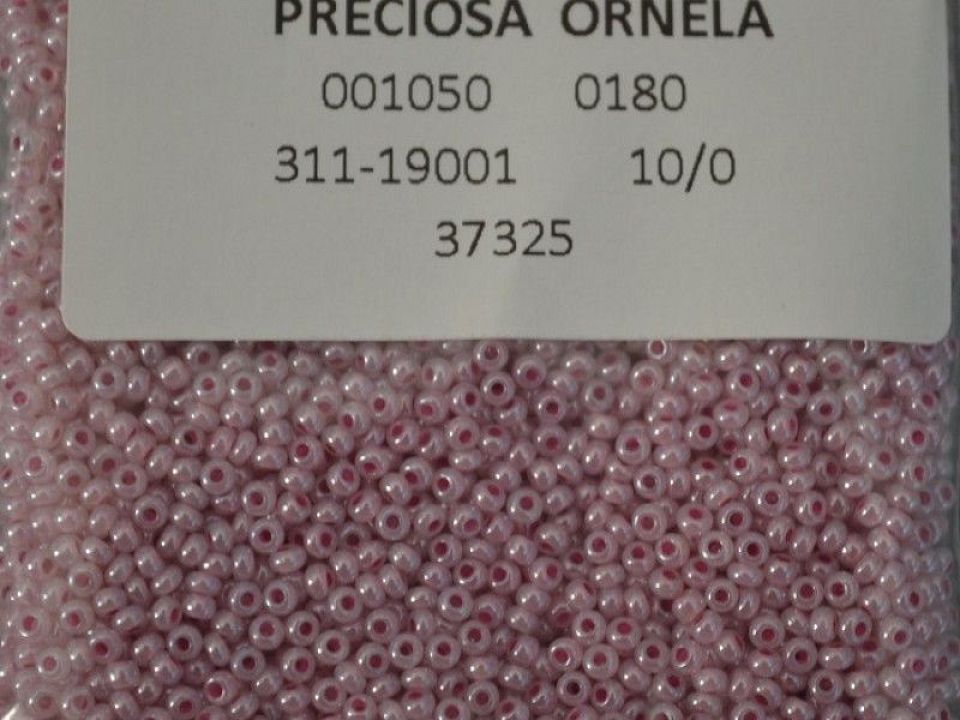 PRECIOSA ORNELA
001050 0180
311-19001 10/0
37325